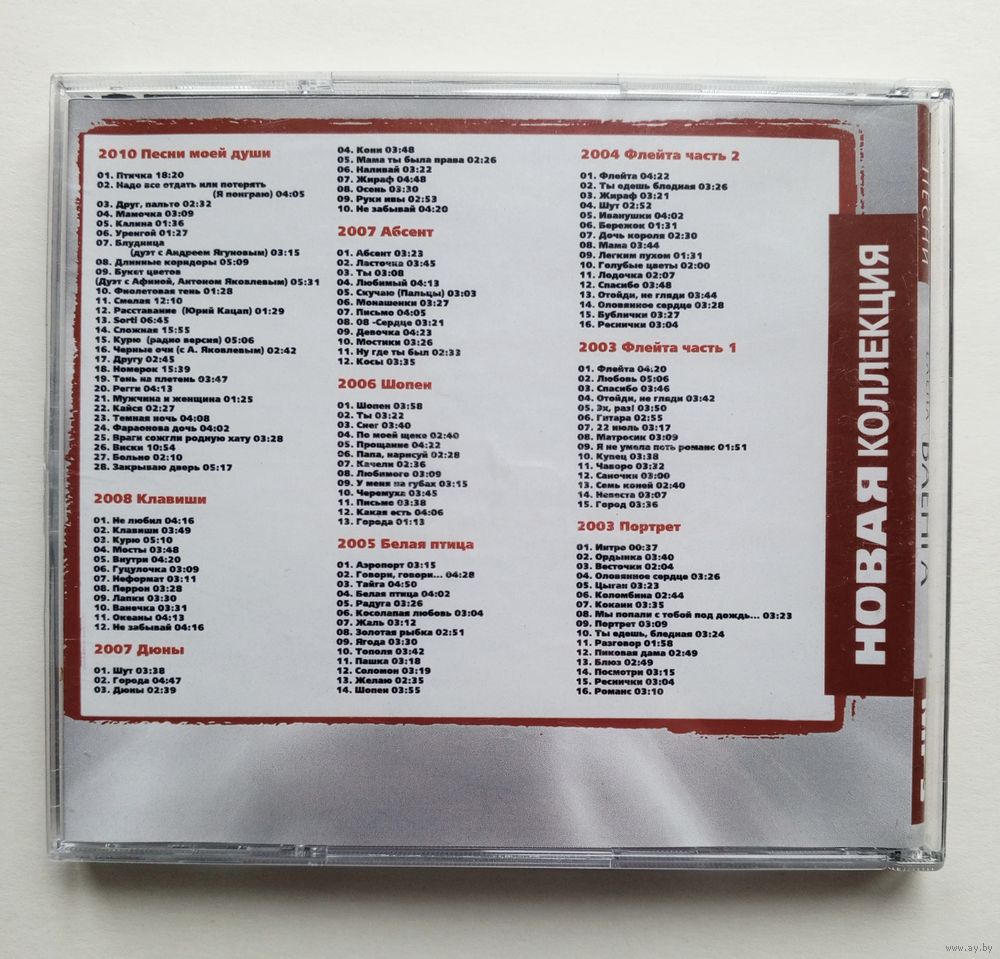 2010 Песни моей души
01. Птичка 18:20
02. Надо все отдать или потерять
(Я поиграю) 04:05
03. Друг, пальто 02:32
04. Мамочка 03:09
05. Калина 01:36
06. Уренгой 01:27
07. Блудница
(дуэт с Андреем Ягуновым) 03:15
08. Длинные коридоры 05:09
09. Букет цветов
(Дуэт с Афиной, Антоном Яковлевым) 05:31
10. Фиолетовая тень 01:28
11. Смелая 12:10
12. Расставание (Юрий Кацап) 01:29
13. Sorti 06:45
14. Сложная 15:55
15. Курю (радио версия) 05:06
16. Черные очи (с А. Яковлевым) 02:42
17. Другу 02:45
18. Номерок 15:39
19. Тень на плетень 03:47
20. Регги 04:13
21. Мужчина и женщина 01:25
22. Кайся 02:27
23. Темная ночь 04:08
24. Фараонова дочь 04:02
25. Враги сожгли родную хату 03:28
26. Виски 10:54
27. Больно 02:10
28. Закрываю дверь 05:17
2008 Клавиши
01. Не любил 04:16
02. Клавиши 03:49
03. Курю 05:10
04. Мосты 03:48
05. Внутри 04:20
06. Гуцулочка 03:09
07. Неформат 03:11
08. Перрон 03:28
09. Лапки 03:30
10. Ванечка 03:31
11. Океаны 04:13
12. Не забывай 04:16
2007 Дюны
01. Шут 03:38
02. Города 04:47
03. Дюны 02:39
04. Кони 03:48
05. Мама ты была права 02:26
06. Наливай 03:22
07. Жираф 04:48
08. Осень 03:30
09. Руки ивы 02:53
10. Не забывай 04:20
2007 Абсент
01. Абсент 03:23
02. Ласточка 03:45
03. Ты 03:08
04. Любимый 04:13
05. Скучаю (Пальцы) 03:03
06. Монашенки 03:27
07. Письмо 04:05
08. 08 -Сердце 03:21
09. Девочка 04:23
10. Мостики 03:26
11. Ну где ты был 02:33
12. Косы 03:35
2006 Шопен
01. Шопен 03:58
02. Ты 03:22
03. Снег 03:40
04. По моей щеке 02:40
05. Прощание 04:22
06. Папа, нарисуй 02:28
07. Качели 02:36
08. Любимого 03:09
09. У меня на губах 03:15
10. Черемуха 03:45
11. Письмо 03:38
12. Какая есть 04:06
13. Города 01:13
2005 Белая птица
01. Аэропорт 03:15
02. Говори, говори... 04:28
03. Тайга 04:50
04. Белая птица 04:02
05. Радуга 03:26
06. Косолапая любовь 03:04
07. Жаль 03:12
08. Золотая рыбка 02:51
09. Ягода 03:30
10. Тополя 03:42
11. Пашка 03:18
12. Соломон 03:19
13. Желаю 02:35
14. Шопен 03:55
2004 Флейта часть 2
01. Флейта 04:22
02. Ты едешь бледная 03:26
03. Жираф 03:21
04. Шут 02:52
05. Иванушки 04:02
06. Бережок 01:31
07. Дочь короля 02:30
08. Мама 03:44
09. Легким пухом 01:31
10. Голубые цветы 02:00
11. Лодочка 02:07
12. Спасибо 03:48
13. Отойди, не гляди 03:44
14. Оловянное сердце 03:28
15. Бублички 03:27
16. Реснички 03:04
2003 Флейта часть 1
01. Флейта 04:20
02. Любовь 05:06
03. Спасибо 03:46
04. Отойди, не гляди 03:42
05. Эх, раз! 03:50
06. Гитара 02:55
07. 22 июль 03:17
08. Матросик 03:09
09. Я не умела петь романс 01:51
10. Купец 03:38
11. Чаворо 03:32
12. Саночки 03:00
13. Семь коней 02:40
14. Невеста 03:07
15. Город 03:36
2003 Портрет
01. Интро 00:37
02. Ордынка 03:40
03. Весточки 02:04
04. Оловянное сердце 03:26
05. Цыган 03:23
06. Коломбина 02:44
07. Кокаин 03:35
08. Мы попали с тобой под дождь... 03:23
09. Портрет 03:09
10. Ты едешь, бледная 03:24
11. Разговор 01:58
12. Пиковая дама 02:49
13. Блюз 02:49
14. Посмотри 03:15
15. Реснички 03:04
16. Романс 03:10
НОВАЯ КОЛЛЕКЦИЯ
www.ay.by